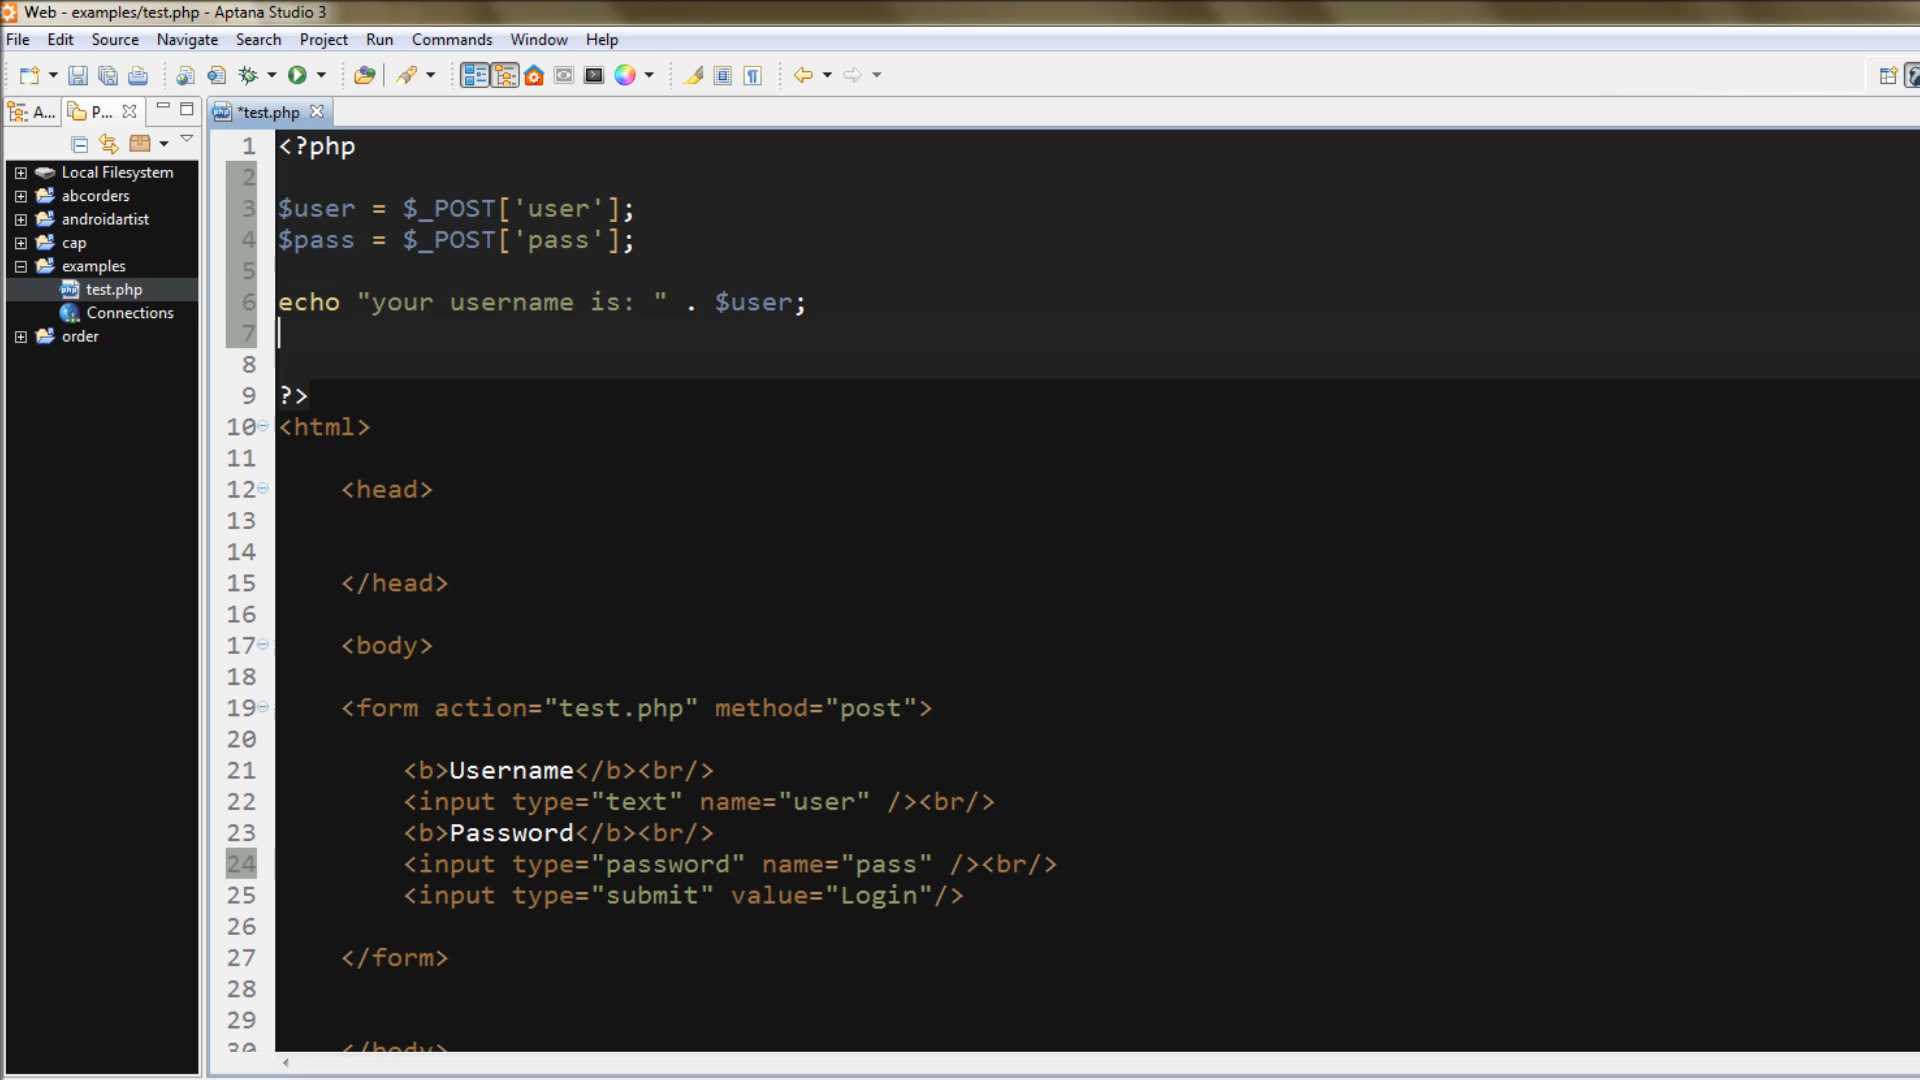 Web - examples/test.php - Aptana Studio 3
File Edit Source Navigate Search Project Run Commands Window Help
A... P... *test.php
Local Filesystem
abcorders
androidartist
cap
examples
test.php
Connections
order
1 <?php
2
3 $user = $_POST['user'];
4 $pass = $_POST['pass'];
5
6 echo "your username is: " . $user;
7
8
9 ?>
10 <html>
11
12 <head>
13
14
15 </head>
16
17 <body>
18
19 <form action="test.php" method="post">
20
21 <b>Username</b><br/>
22 <input type="text" name="user" /><br/>
23 <b>Password</b><br/>
24 <input type="password" name="pass" /><br/>
25 <input type="submit" value="Login"/>
26
27 </form>
28
29
30 </body>